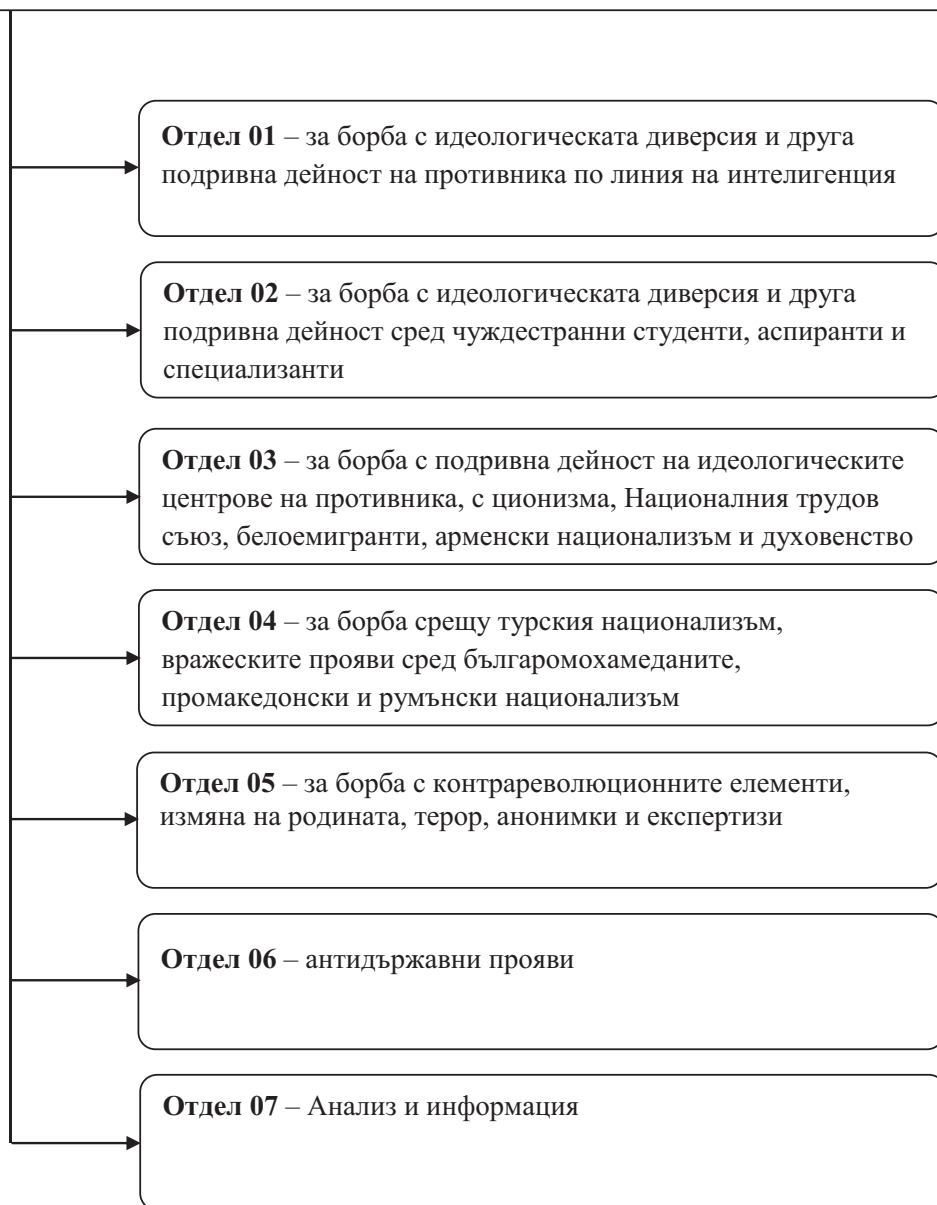 Отдел 01 – за борба с идеологическата диверсия и друга
подривна дейност на противника по линия на интелигенция
Отдел 02 – за борба с идеологическата диверсия и друга
подривна дейност сред чуждестранни студенти, аспиранти и
специализанти
Отдел 03 – за борба с подривна дейност на идеологическите
центрове на противника, с ционизма, Националния трудов
съюз, белоемигранти, арменски национализъм и духовенство
Отдел 04 – за борба срещу турския национализъм,
вражеските прояви сред българомохамеданите,
промакедонски и румънски национализъм
Отдел 05 – за борба с контрареволюционните елементи,
измяна на родината, терор, анонимки и експертизи
Отдел 06 – антидържавни прояви
Отдел 07 – Анализ и информация